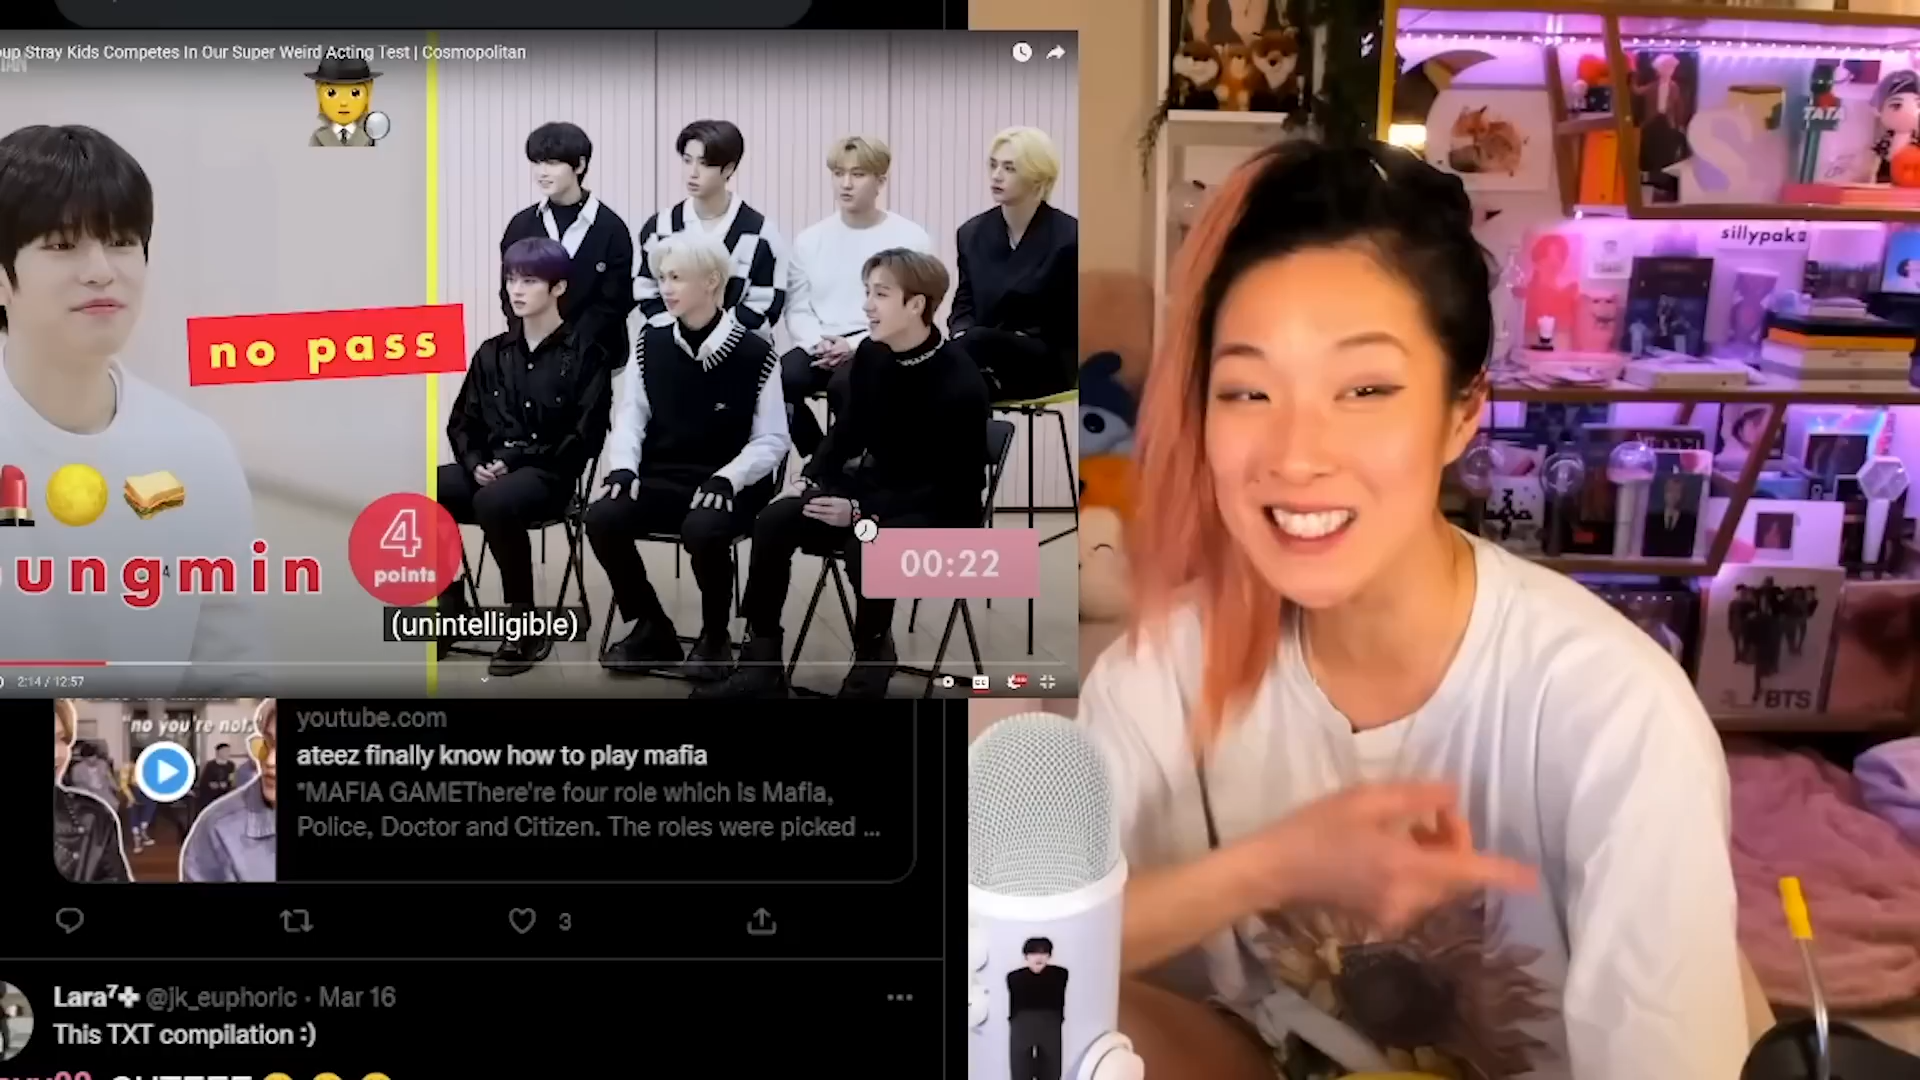 oup Stray Kids Competes In Our Super Weird Acting Test | Cosmopolitan
no pass
ungmin
4
points
00:22
(unintelligible)
2:14 / 12:57
"no you're not."
youtube.com
ateez finally know how to play mafia
*MAFIA GAMEThere're four role which is Mafia,
Police, Doctor and Citizen. The roles were picked ...
3
Lara⁷ @jk_euphoric · Mar 16
This TXT compilation :)
TATA
sillypako
BTS